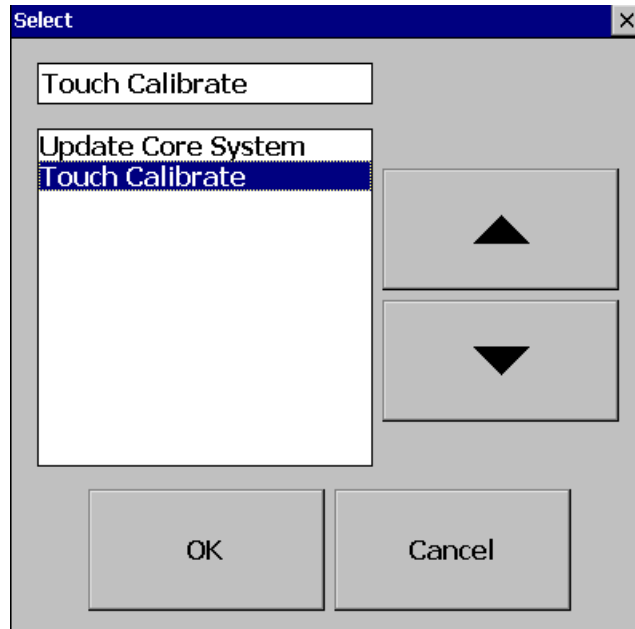 Select
Touch Calibrate
Update Core System
Touch Calibrate
OK
Cancel